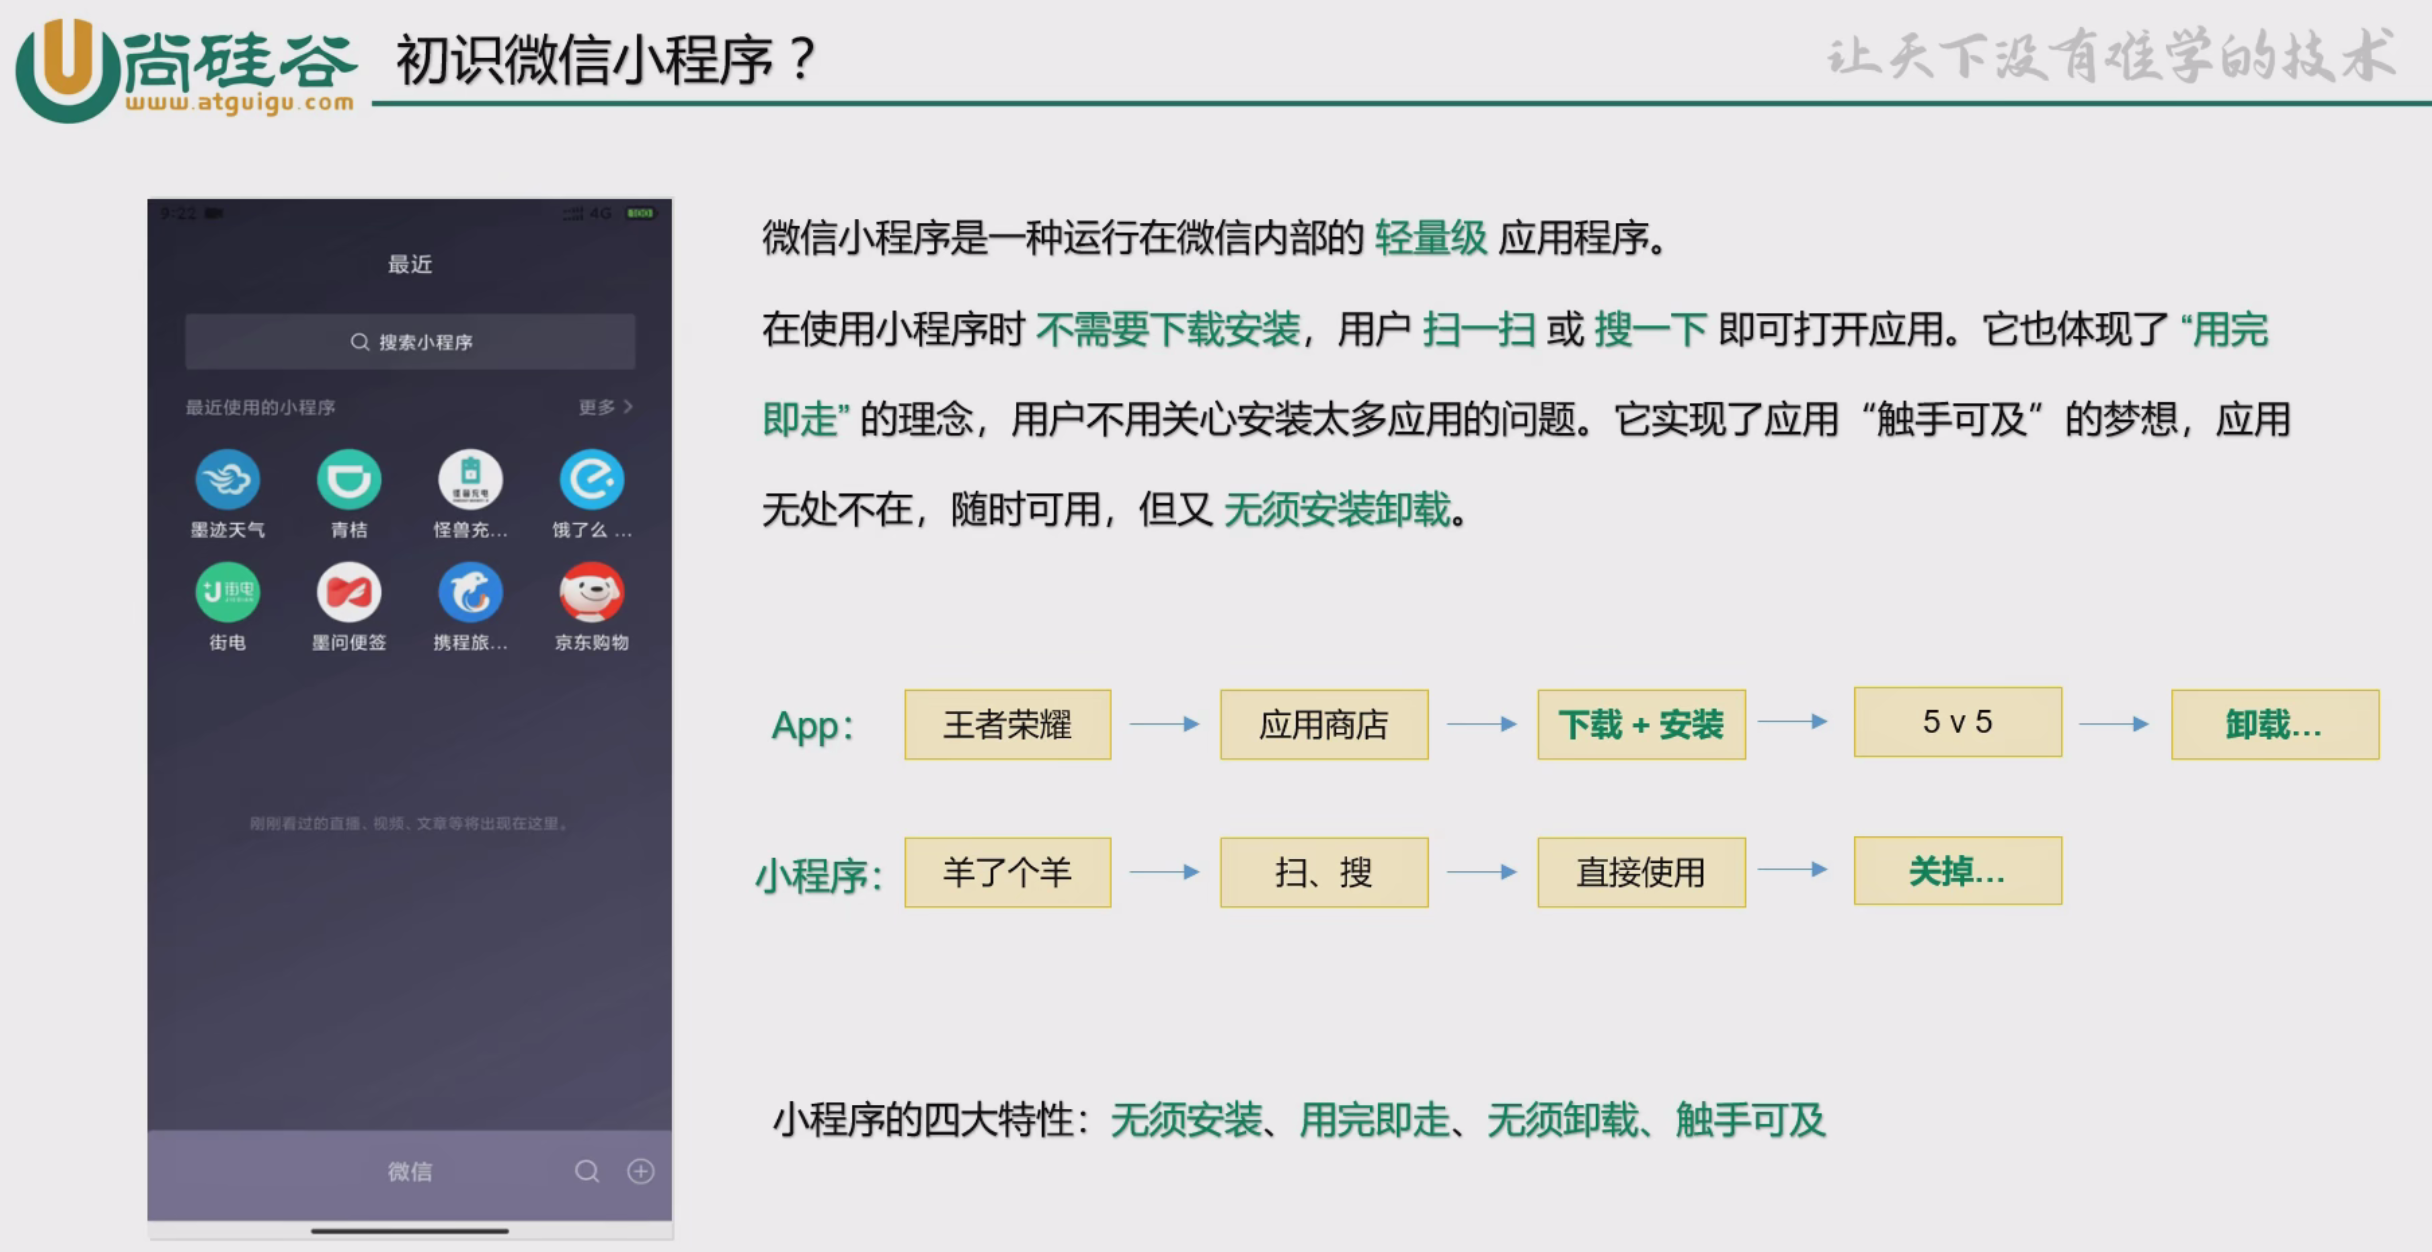 尚硅谷
www.atguigu.com
初识微信小程序？
让天下没有难学的技术
9:22
4G
100
最近
搜索小程序
最近使用的小程序
更多
墨迹天气
青桔
怪兽充...
饿了么 ...
街电
街电
墨问便签
携程旅...
京东购物
刚刚看过的直播、视频、文章等将出现在这里。
微信
微信小程序是一种运行在微信内部的 轻量级 应用程序。
在使用小程序时 不需要下载安装，用户 扫一扫 或 搜一下 即可打开应用。它也体现了 “用完
即走” 的理念，用户不用关心安装太多应用的问题。它实现了应用“触手可及”的梦想，应用
无处不在，随时可用，但又 无须安装卸载。
App：
王者荣耀
应用商店
下载 + 安装
5 v 5
卸载...
小程序：
羊了个羊
扫、搜
直接使用
关掉...
小程序的四大特性：无须安装、用完即走、无须卸载、触手可及